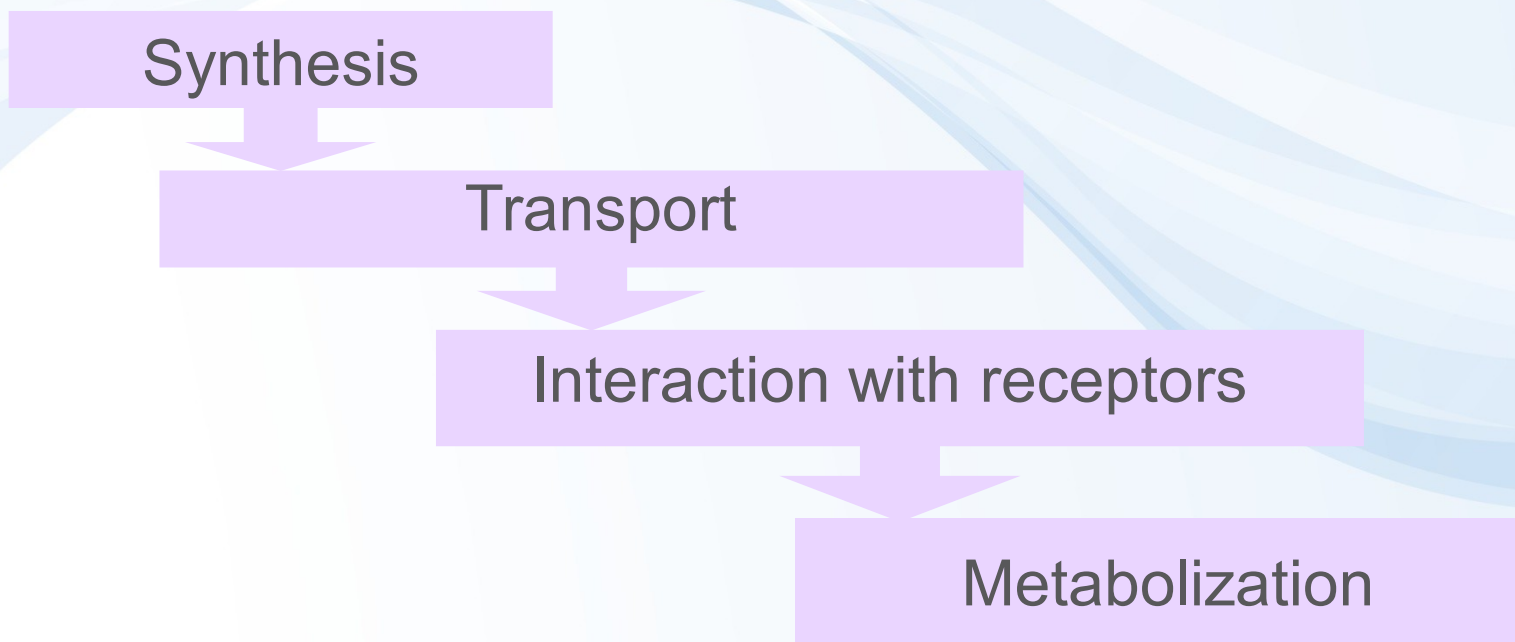 Synthesis
Transport
Interaction with receptors
Metabolization